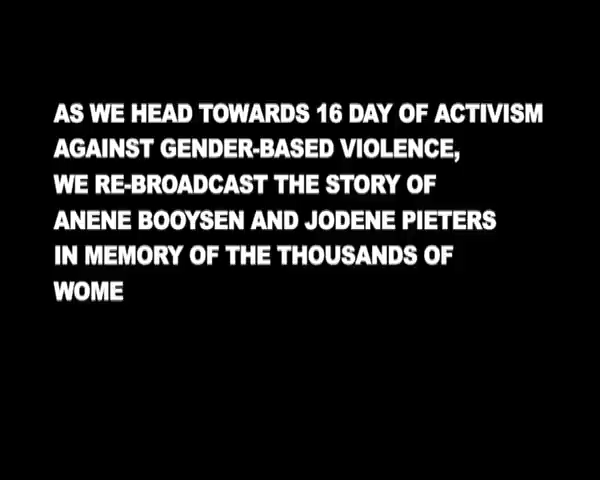 AS WE HEAD TOWARDS 16 DAY OF ACTIVISM
AGAINST GENDER-BASED VIOLENCE,
WE RE-BROADCAST THE STORY OF
ANENE BOOYSEN AND JODENE PIETERS
IN MEMORY OF THE THOUSANDS OF
WOME